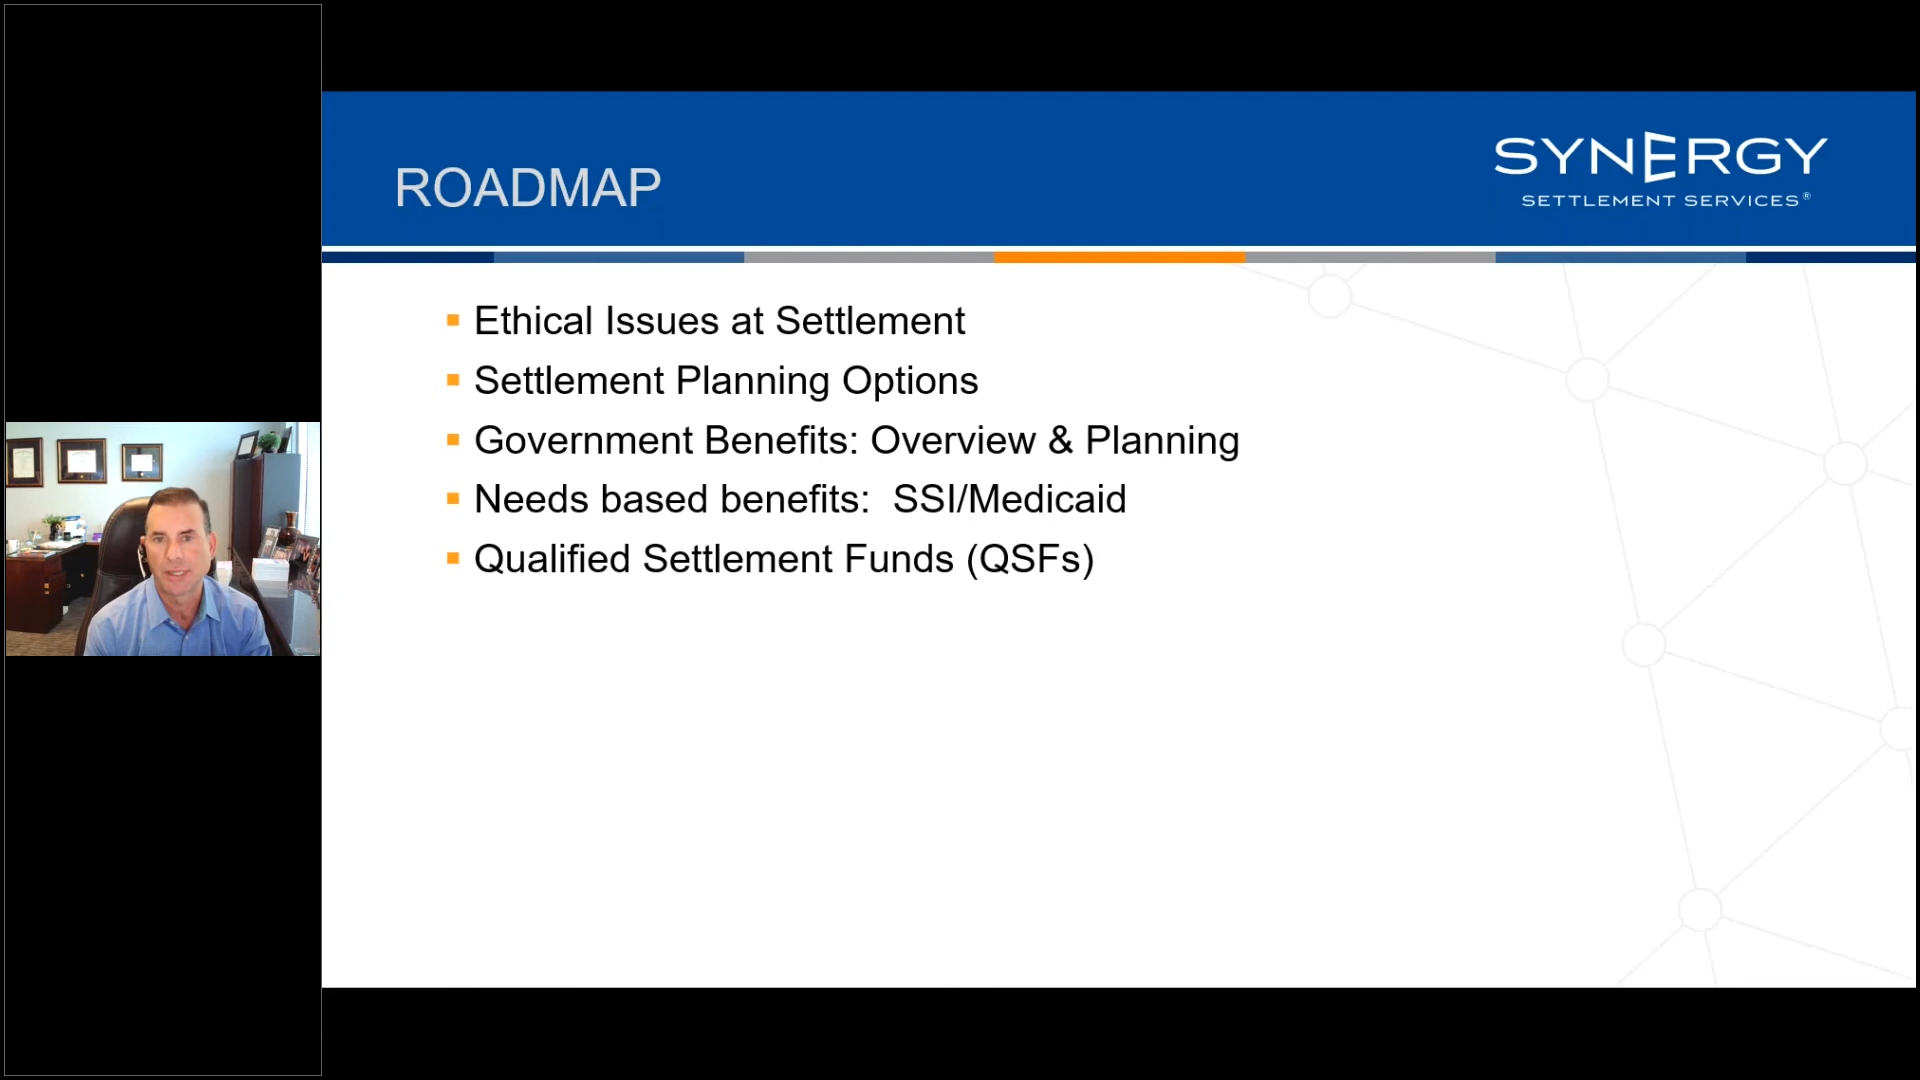 ROADMAP
SYNERGY
SETTLEMENT SERVICES®
▪ Ethical Issues at Settlement
▪ Settlement Planning Options
▪ Government Benefits: Overview & Planning
▪ Needs based benefits:  SSI/Medicaid
▪ Qualified Settlement Funds (QSFs)